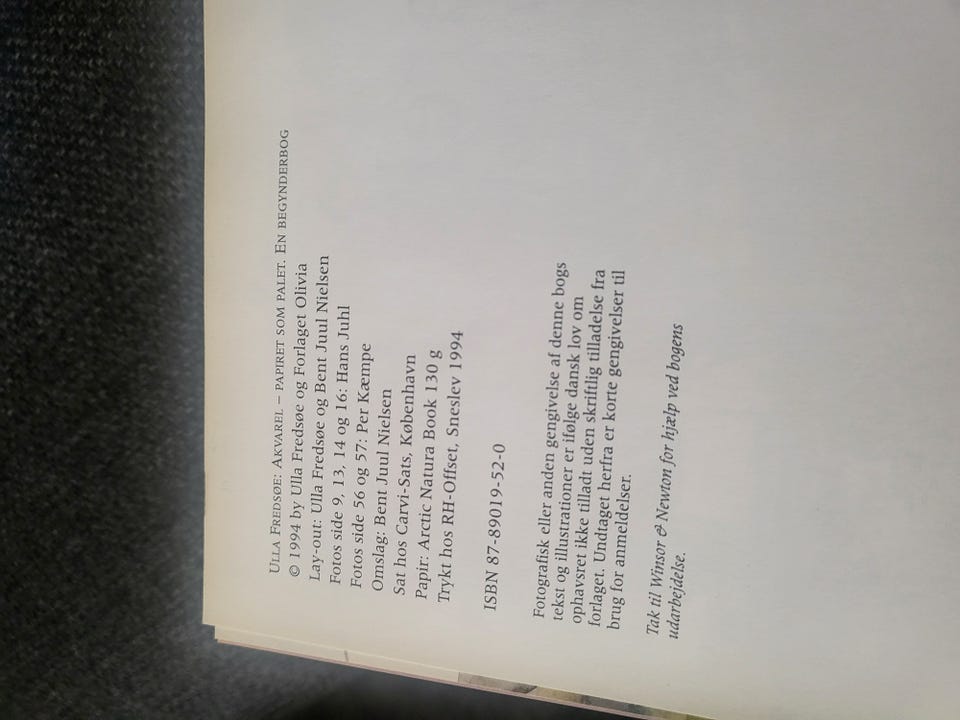 ULLA FREDSØE: AKVAREL – PAPIRET SOM PALET. EN BEGYNDERBOG
© 1994 by Ulla Fredsøe og Forlaget Olivia
Lay-out: Ulla Fredsøe og Bent Juul Nielsen
Fotos side 9, 13, 14 og 16: Hans Juhl
Fotos side 56 og 57: Per Kæmpe
Omslag: Bent Juul Nielsen
Sat hos Carvi-Sats, København
Papir: Arctic Natura Book 130 g
Trykt hos RH-Offset, Sneslev 1994
ISBN 87-89019-52-0
Fotografisk eller anden gengivelse af denne bogs
tekst og illustrationer er ifølge dansk lov om
ophavsret ikke tilladt uden skriftlig tilladelse fra
forlaget. Undtaget herfra er korte gengivelser til
brug for anmeldelser.
Tak til Winsor & Newton for hjælp ved bogens
udarbejdelse.